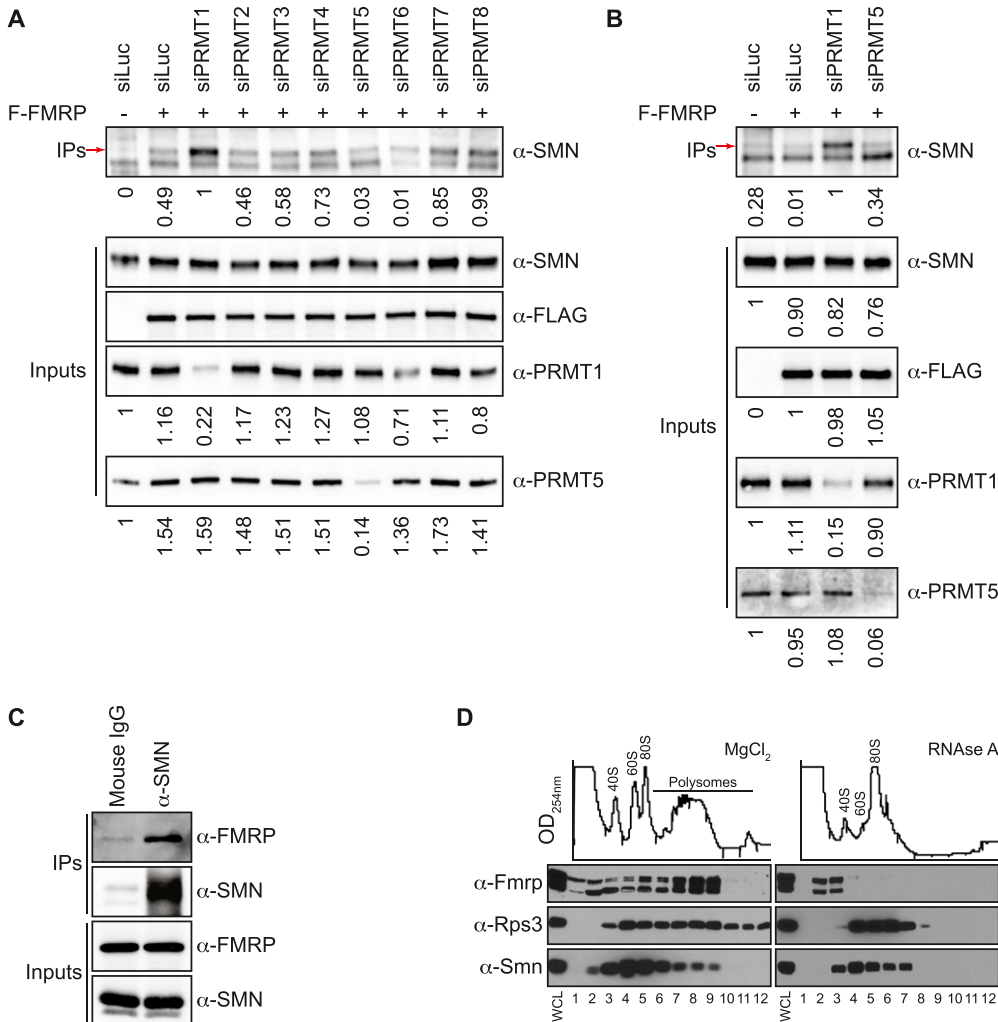 A
siLuc siLuc siPRMT1 siPRMT2 siPRMT3 siPRMT4 siPRMT5 siPRMT6 siPRMT7 siPRMT8
F-FMRP - + + + + + + + + +
IPs α-SMN
0 0.49 1 0.46 0.58 0.73 0.03 0.01 0.85 0.99
Inputs
α-SMN
α-FLAG
α-PRMT1
1 1.16 0.22 1.17 1.23 1.27 1.08 0.71 1.11 0.8
α-PRMT5
1 1.54 1.59 1.48 1.51 1.51 0.14 1.36 1.73 1.41
B
siLuc siLuc siPRMT1 siPRMT5
F-FMRP - + + +
IPs α-SMN
0.28 0.01 1 0.34
Inputs
α-SMN
1 0.90 0.82 0.76
α-FLAG
0 1 0.98 1.05
α-PRMT1
1 1.11 0.15 0.90
α-PRMT5
1 0.95 1.08 0.06
C
Mouse IgG α-SMN
IPs
α-FMRP
α-SMN
Inputs
α-FMRP
α-SMN
D
MgCl₂ RNAse A
OD₂₅₄ₙₘ
40S 60S 80S Polysomes
40S 60S 80S
α-Fmrp
α-Rps3
α-Smn
WCL 1 2 3 4 5 6 7 8 9 10 11 12
WCL 1 2 3 4 5 6 7 8 9 10 11 12